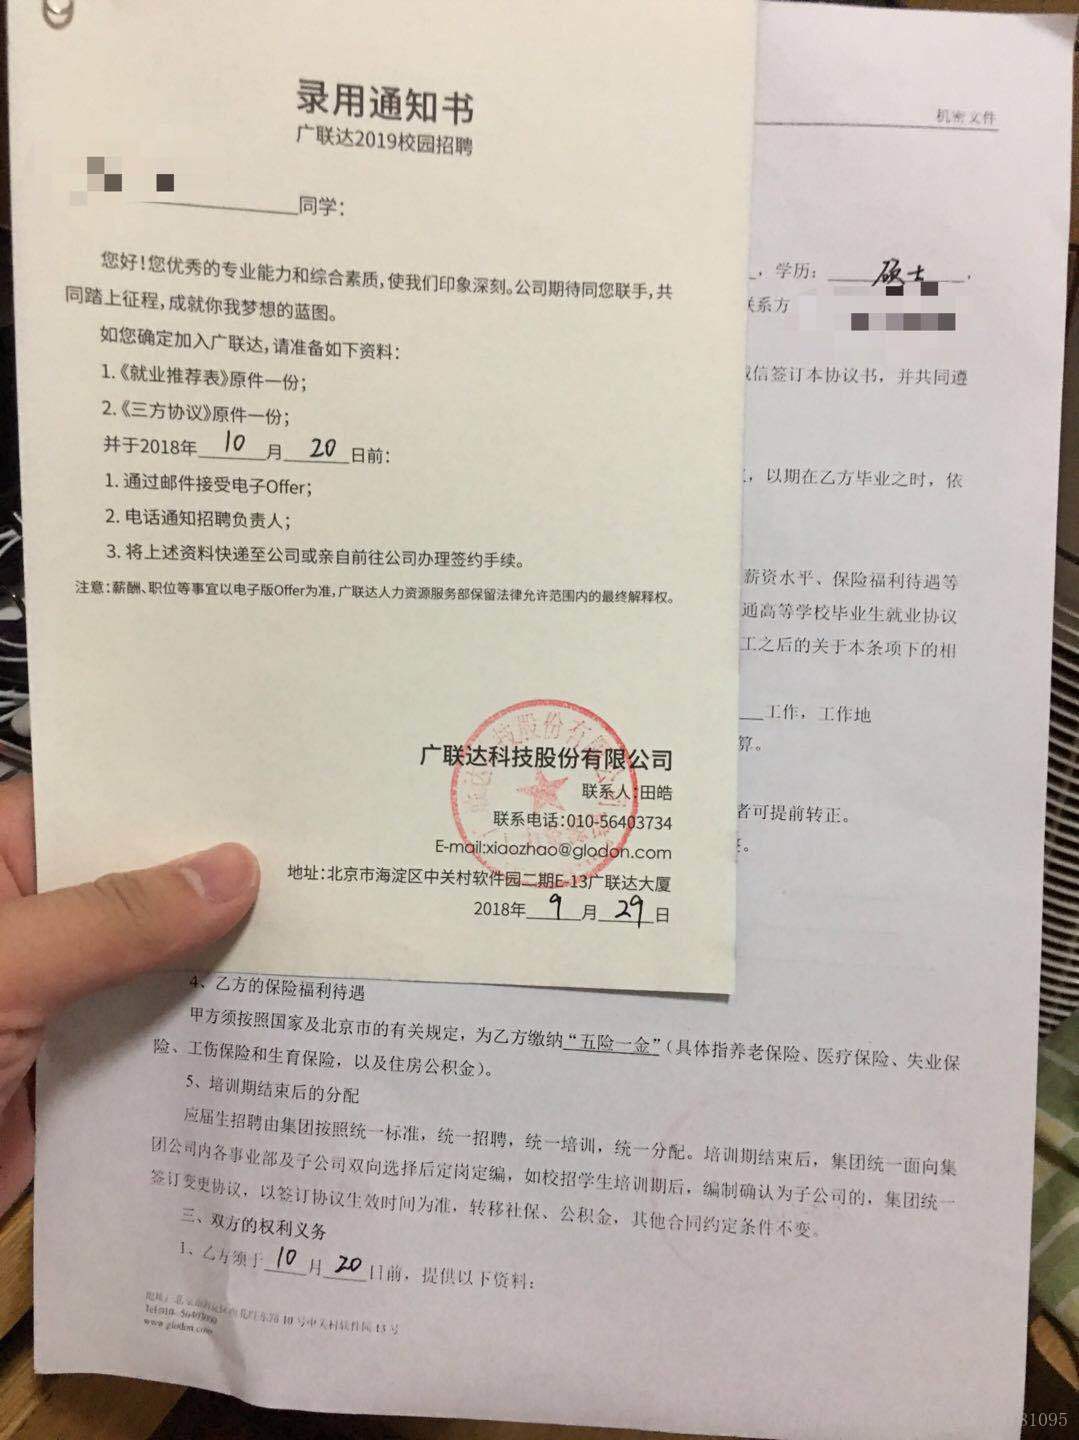 录用通知书
广联达2019校园招聘
同学：
您好！您优秀的专业能力和综合素质，使我们印象深刻。公司期待同您联手，共
同踏上征程，成就你我梦想的蓝图。
如您确定加入广联达，请准备如下资料：
1.《就业推荐表》原件一份；
2.《三方协议》原件一份；
并于2018年 10 月 20 日前：
1. 通过邮件接受电子Offer；
2. 电话通知招聘负责人；
3. 将上述资料快递至公司或亲自前往公司办理签约手续。
注意：薪酬、职位等事宜以电子版Offer为准，广联达人力资源服务部保留法律允许范围内的最终解释权。
广联达科技股份有限公司
联系人：田皓
联系电话：010-56403734
E-mail:xiaozhao@glodon.com
地址：北京市海淀区中关村软件园二期E-13广联达大厦
2018年 9 月 29 日
机密文件
，学历： 硕士 ，
联系方
诚信签订本协议书，并共同遵
，以期在乙方毕业之时，依
薪资水平、保险福利待遇等
通高等学校毕业生就业协议
工之后的关于本条项下的相
工作，工作地
算。
者可提前转正。
4、乙方的保险福利待遇
甲方须按照国家及北京市的有关规定，为乙方缴纳“五险一金”（具体指养老保险、医疗保险、失业保
险、工伤保险和生育保险，以及住房公积金）。
5、培训期结束后的分配
应届生招聘由集团按照统一标准，统一招聘，统一培训，统一分配。培训期结束后，集团统一面向集
团公司内各事业部及子公司双向选择后定岗定编，如校招学生培训期后，编制确认为子公司的，集团统一
签订变更协议，以签订协议生效时间为准，转移社保、公积金，其他合同约定条件不变。
三、双方的权利义务
1、乙方须于 10 月 20 日前，提供以下资料：
10号中关村软件园13号
www.glodon.com
81095